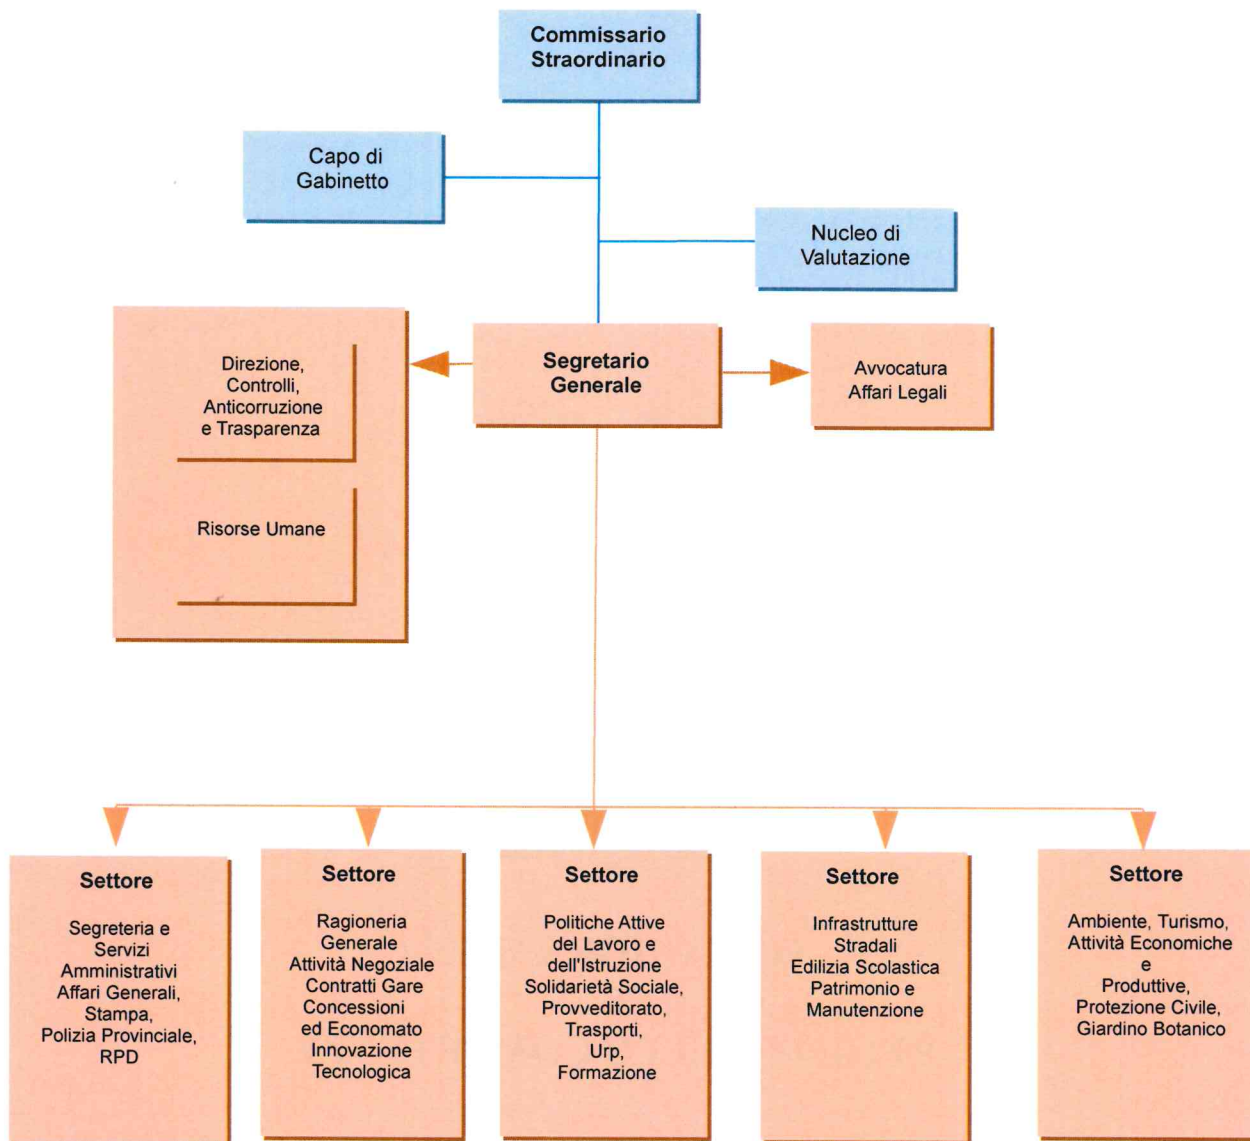 Commissario
Straordinario
Capo di
Gabinetto
Nucleo di
Valutazione
Direzione,
Controlli,
Anticorruzione
e Trasparenza
Risorse Umane
Segretario
Generale
Avvocatura
Affari Legali
Settore
Segreteria e
Servizi
Amministrativi
Affari Generali,
Stampa,
Polizia Provinciale,
RPD
Settore
Ragioneria
Generale
Attività Negoziale
Contratti Gare
Concessioni
ed Economato
Innovazione
Tecnologica
Settore
Politiche Attive
del Lavoro e
dell'Istruzione
Solidarietà Sociale,
Provveditorato,
Trasporti,
Urp,
Formazione
Settore
Infrastrutture
Stradali
Edilizia Scolastica
Patrimonio e
Manutenzione
Settore
Ambiente, Turismo,
Attività Economiche
e
Produttive,
Protezione Civile,
Giardino Botanico